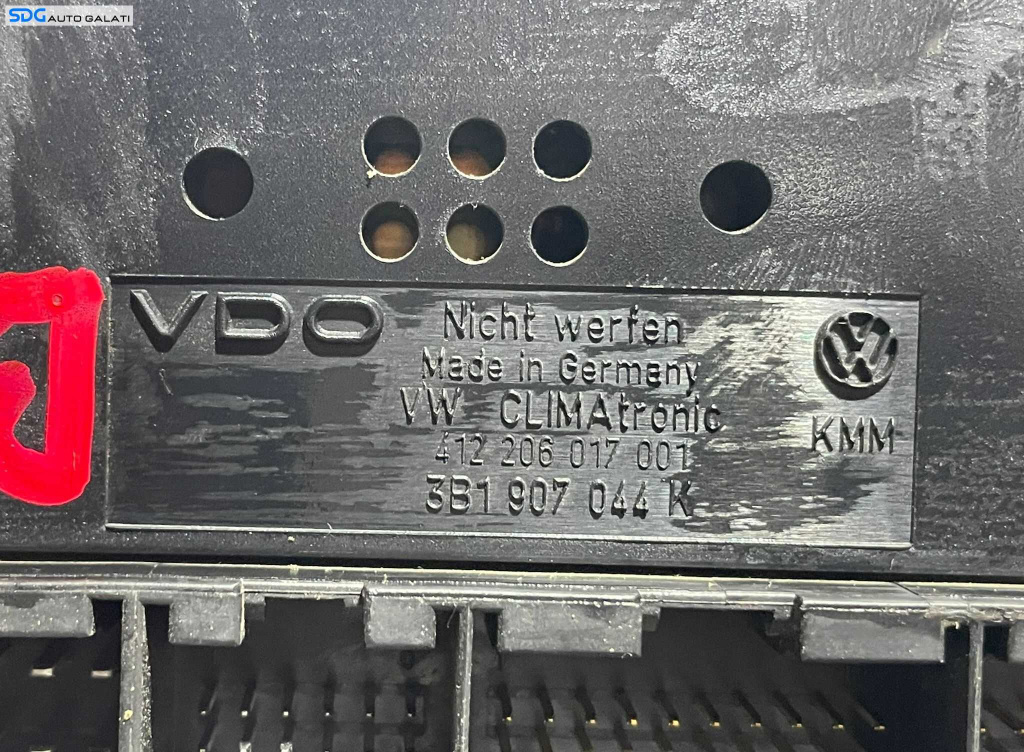 SDG AUTO GALATI
VDO
Nicht werfen
Made in Germany
VW CLIMAtronic
412 206 017 001
3B1 907 044 K
VW
KMM